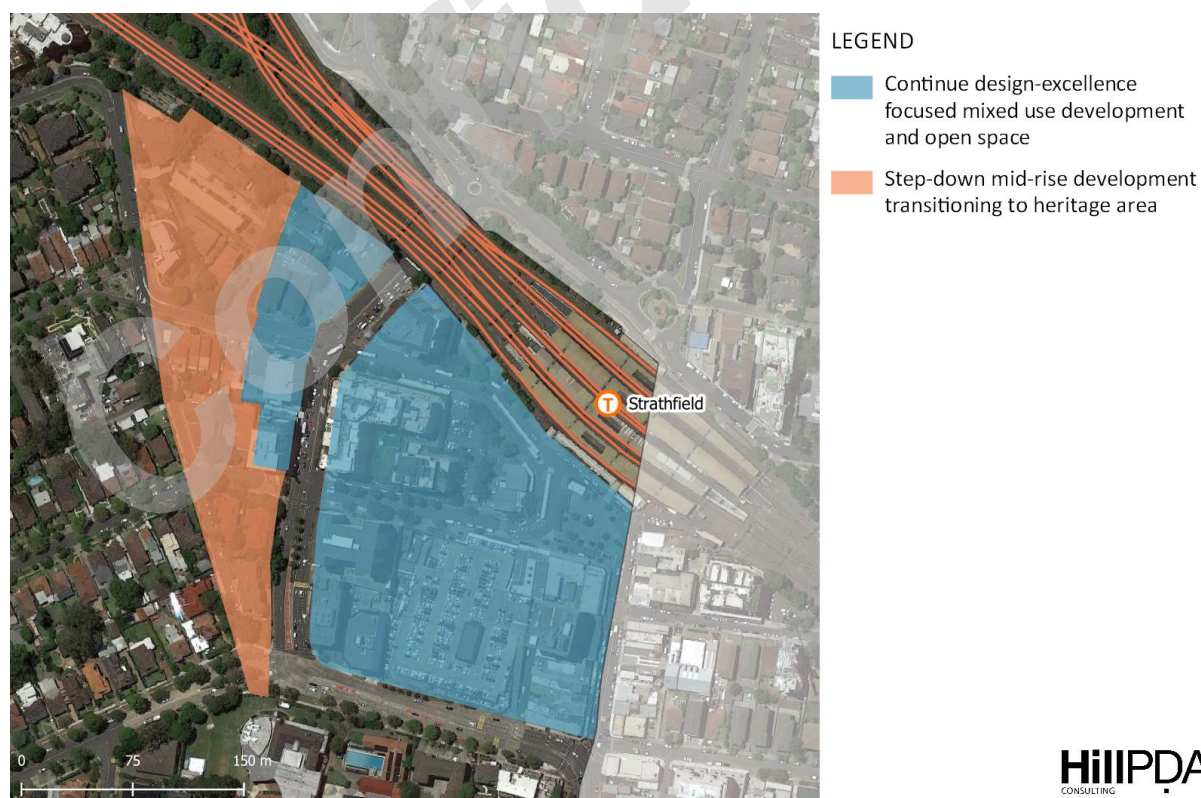 LEGEND
Continue design-excellence
focused mixed use development
and open space
Step-down mid-rise development
transitioning to heritage area
T Strathfield
0 75 150 m
HillPDA
CONSULTING